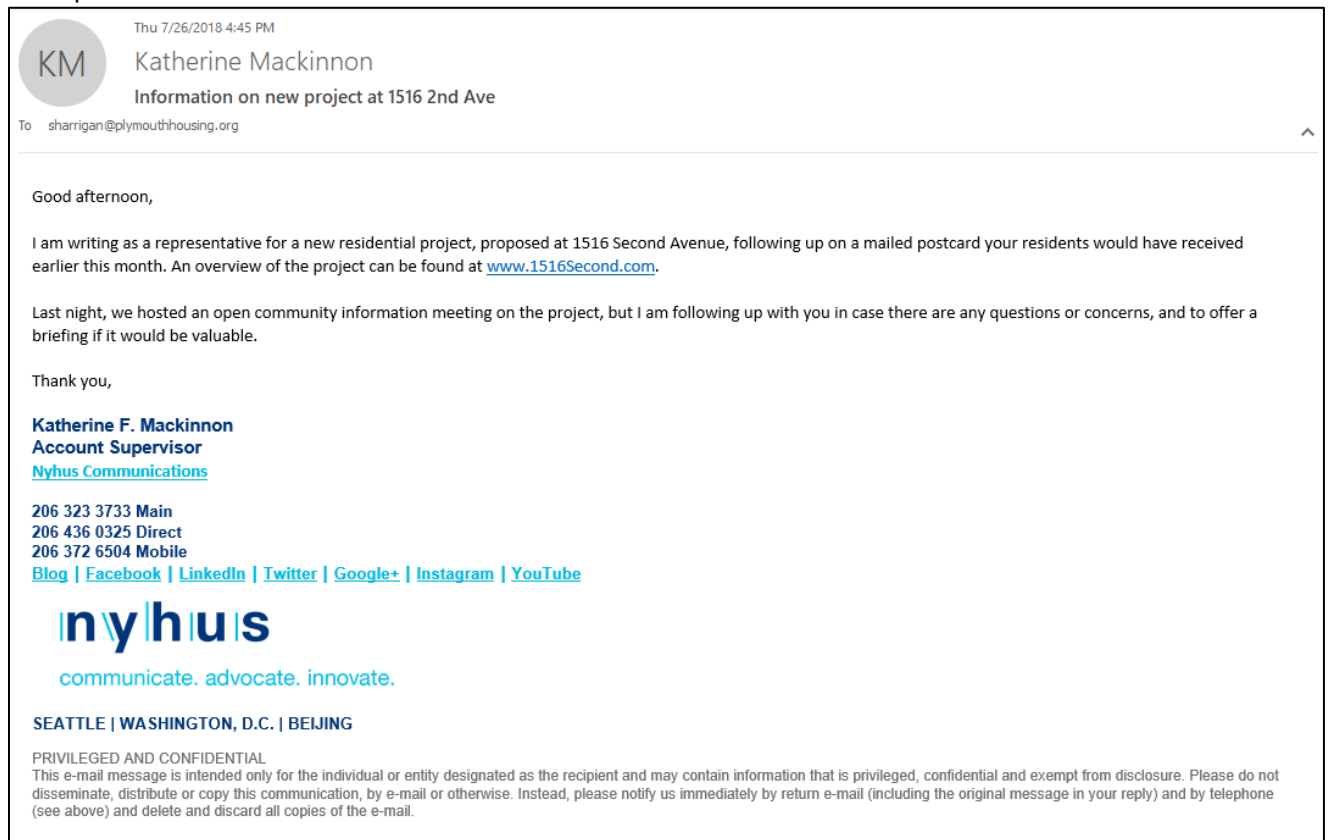 Thu 7/26/2018 4:45 PM
KM
Katherine Mackinnon
Information on new project at 1516 2nd Ave
To sharrigan@plymouthhousing.org
Good afternoon,
I am writing as a representative for a new residential project, proposed at 1516 Second Avenue, following up on a mailed postcard your residents would have received
earlier this month. An overview of the project can be found at www.1516Second.com.
Last night, we hosted an open community information meeting on the project, but I am following up with you in case there are any questions or concerns, and to offer a
briefing if it would be valuable.
Thank you,
Katherine F. Mackinnon
Account Supervisor
Nyhus Communications
206 323 3733 Main
206 436 0325 Direct
206 372 6504 Mobile
Blog | Facebook | LinkedIn | Twitter | Google+ | Instagram | YouTube
nyhus
communicate. advocate. innovate.
SEATTLE | WASHINGTON, D.C. | BEIJING
PRIVILEGED AND CONFIDENTIAL
This e-mail message is intended only for the individual or entity designated as the recipient and may contain information that is privileged, confidential and exempt from disclosure. Please do not
disseminate, distribute or copy this communication, by e-mail or otherwise. Instead, please notify us immediately by return e-mail (including the original message in your reply) and by telephone
(see above) and delete and discard all copies of the e-mail.